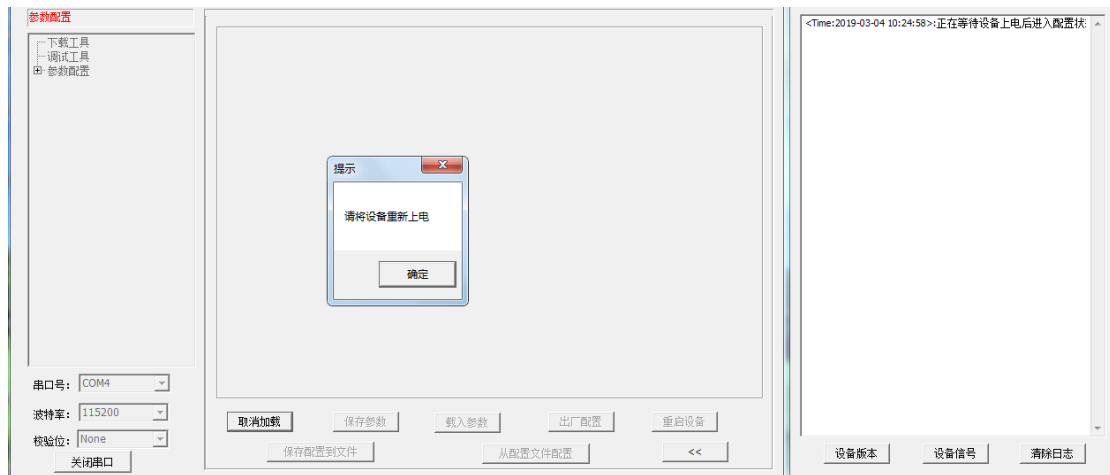 参数配置
下载工具
调试工具
参数配置
串口号： COM4
波特率： 115200
校验位： None
关闭串口
提示
请将设备重新上电
确定
取消加载 保存参数 载入参数 出厂配置 重启设备
保存配置到文件 从配置文件配置 <<
<Time:2019-03-04 10:24:58>:正在等待设备上电后进入配置状
设备版本 设备信号 清除日志